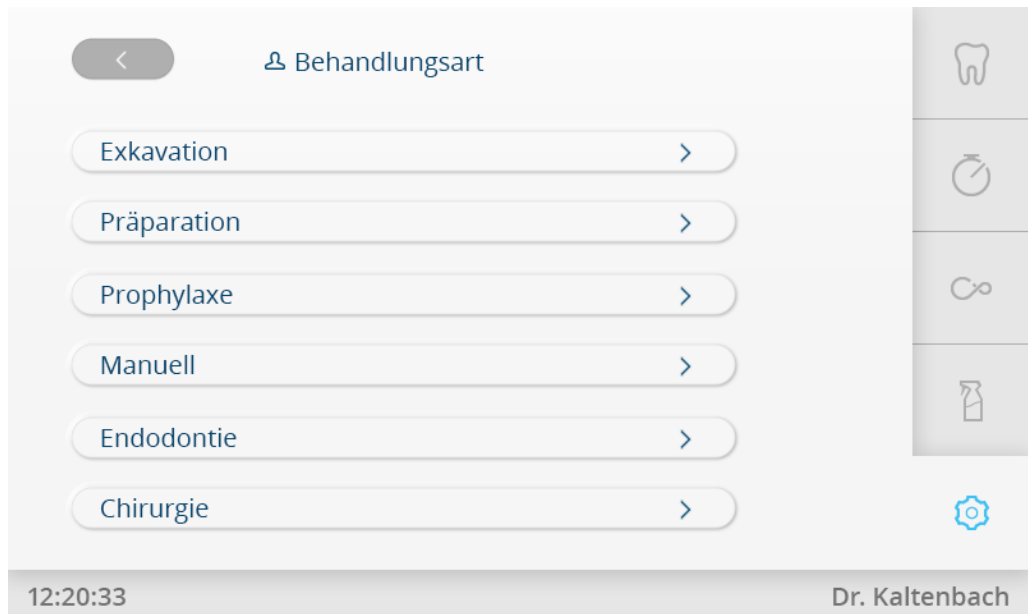 Behandlungsart
Exkavation
Präparation
Prophylaxe
Manuell
Endodontie
Chirurgie
12:20:33
Dr. Kaltenbach